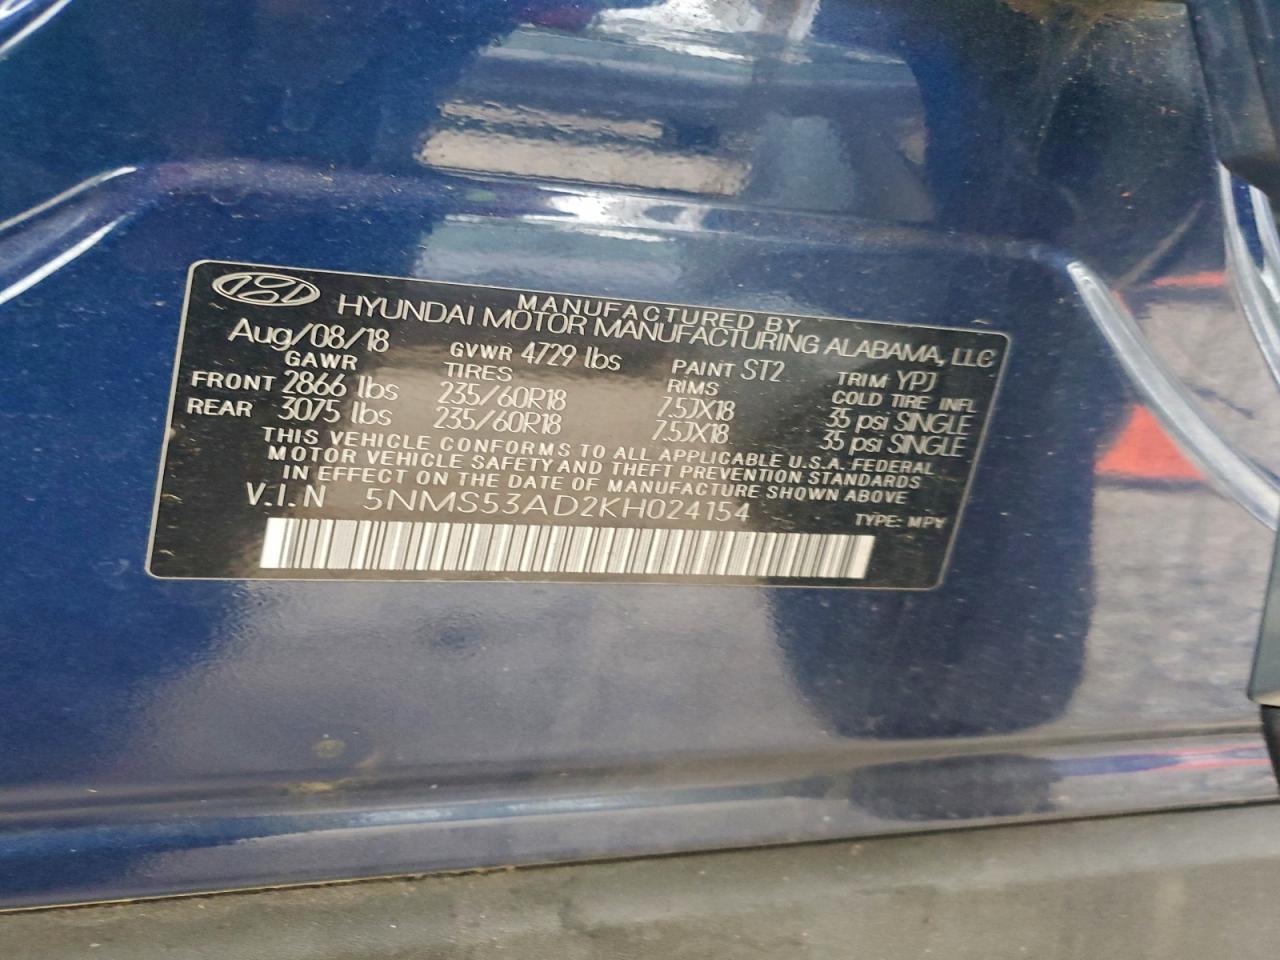 MANUFACTURED BY
HYUNDAI MOTOR MANUFACTURING ALABAMA, LLC
Aug/08/18 GVWR 4729 lbs PAINT ST2 TRIM YPJ
GAWR TIRES RIMS COLD TIRE INFL
FRONT 2866 lbs 235/60R18 7.5JX18 35 psi SINGLE
REAR 3075 lbs 235/60R18 7.5JX18 35 psi SINGLE
THIS VEHICLE CONFORMS TO ALL APPLICABLE U.S.A. FEDERAL
MOTOR VEHICLE SAFETY AND THEFT PREVENTION STANDARDS
IN EFFECT ON THE DATE OF MANUFACTURE SHOWN ABOVE
V.I.N 5NMS53AD2KH024154 TYPE: MPV